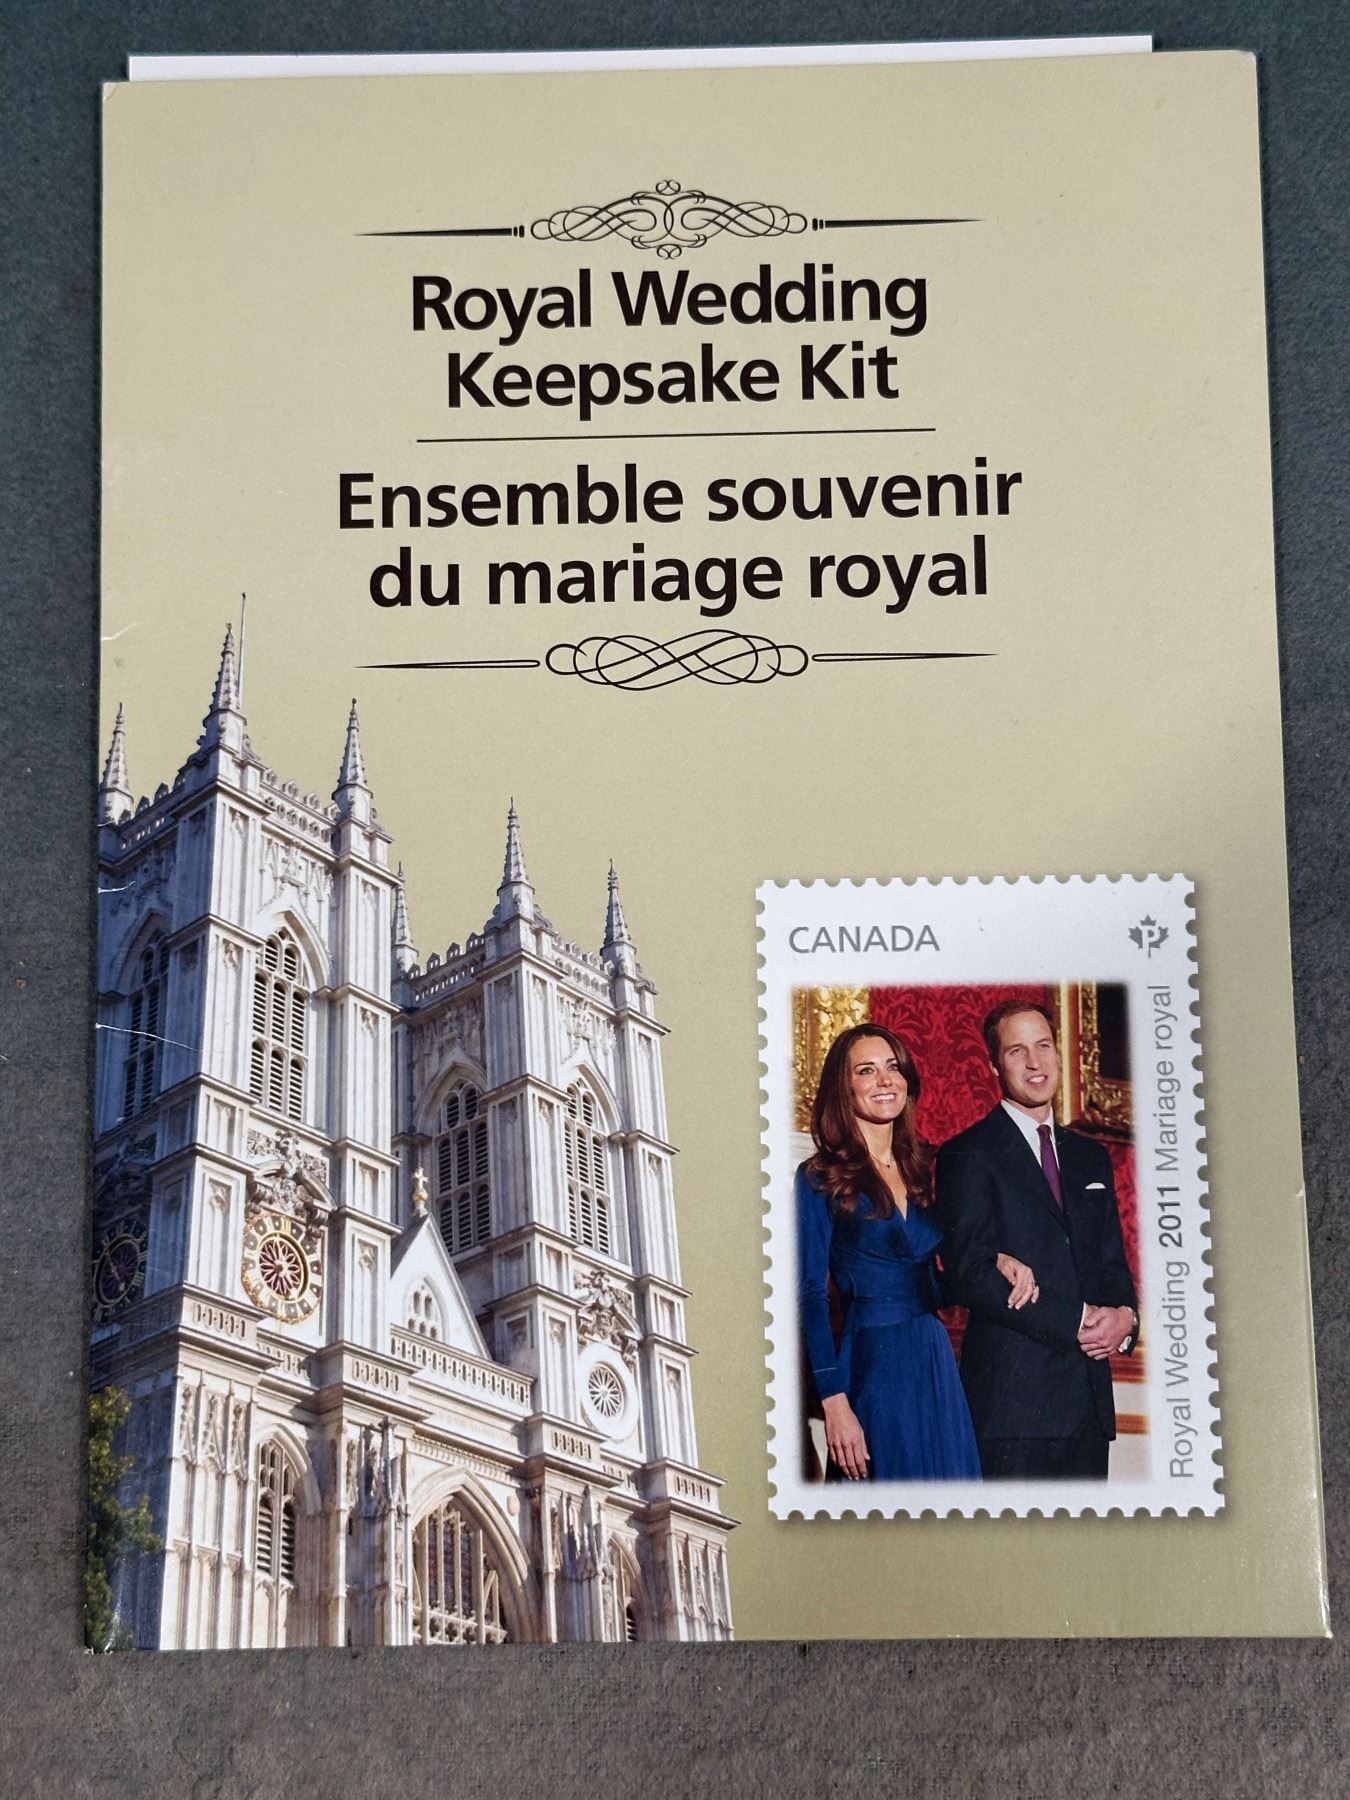 Royal Wedding
Keepsake Kit
Ensemble souvenir
du mariage royal
CANADA
P
Royal Wedding 2011 Mariage royal